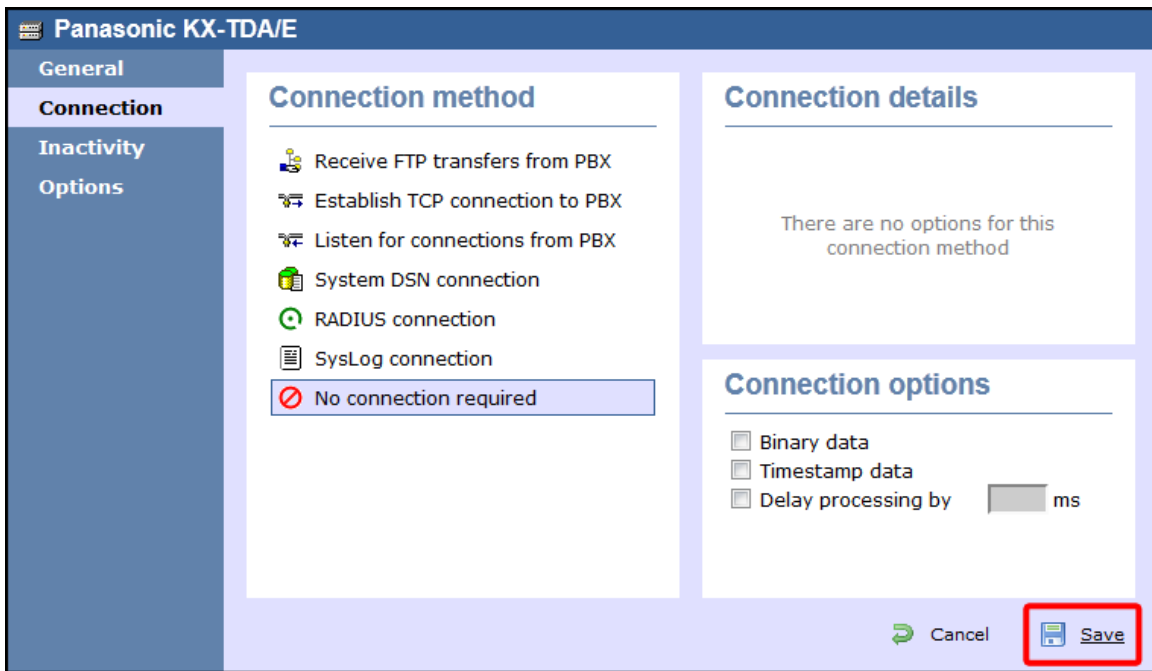 Panasonic KX-TDA/E
General
Connection
Inactivity
Options
Connection method
Receive FTP transfers from PBX
Establish TCP connection to PBX
Listen for connections from PBX
System DSN connection
RADIUS connection
SysLog connection
No connection required
Connection details
There are no options for this
connection method
Connection options
Binary data
Timestamp data
Delay processing by ms
Cancel Save